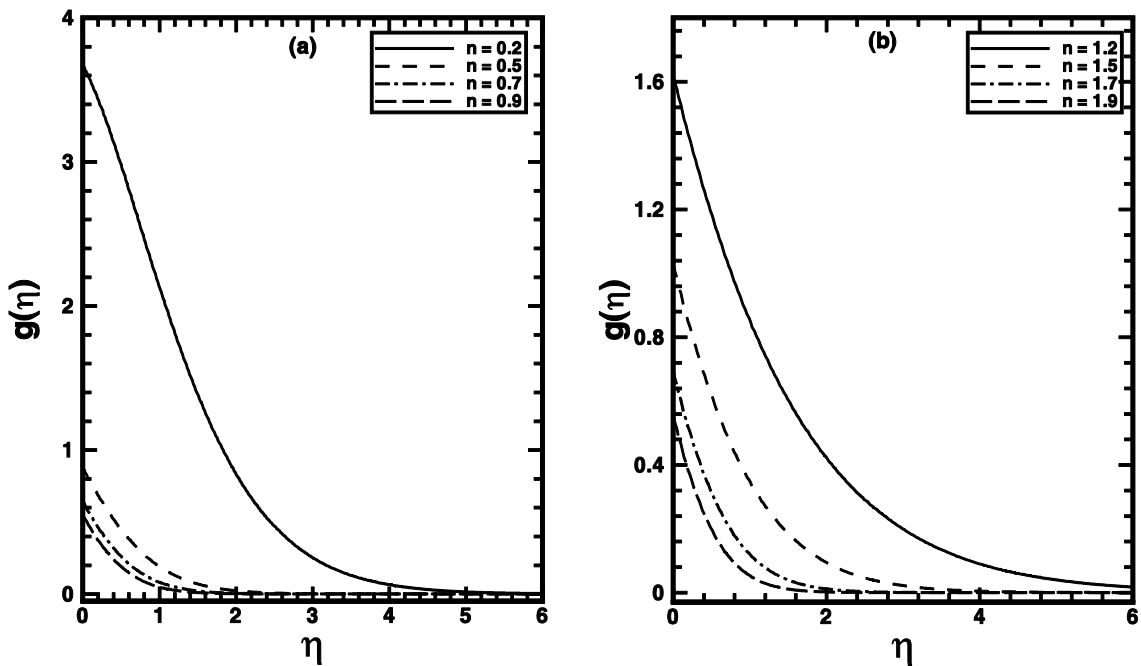 (a)
n = 0.2
n = 0.5
n = 0.7
n = 0.9
4
3
2
1
0
g(η)
0 1 2 3 4 5 6
η
(b)
n = 1.2
n = 1.5
n = 1.7
n = 1.9
1.6
1.2
0.8
0.4
0
g(η)
0 2 4 6
η